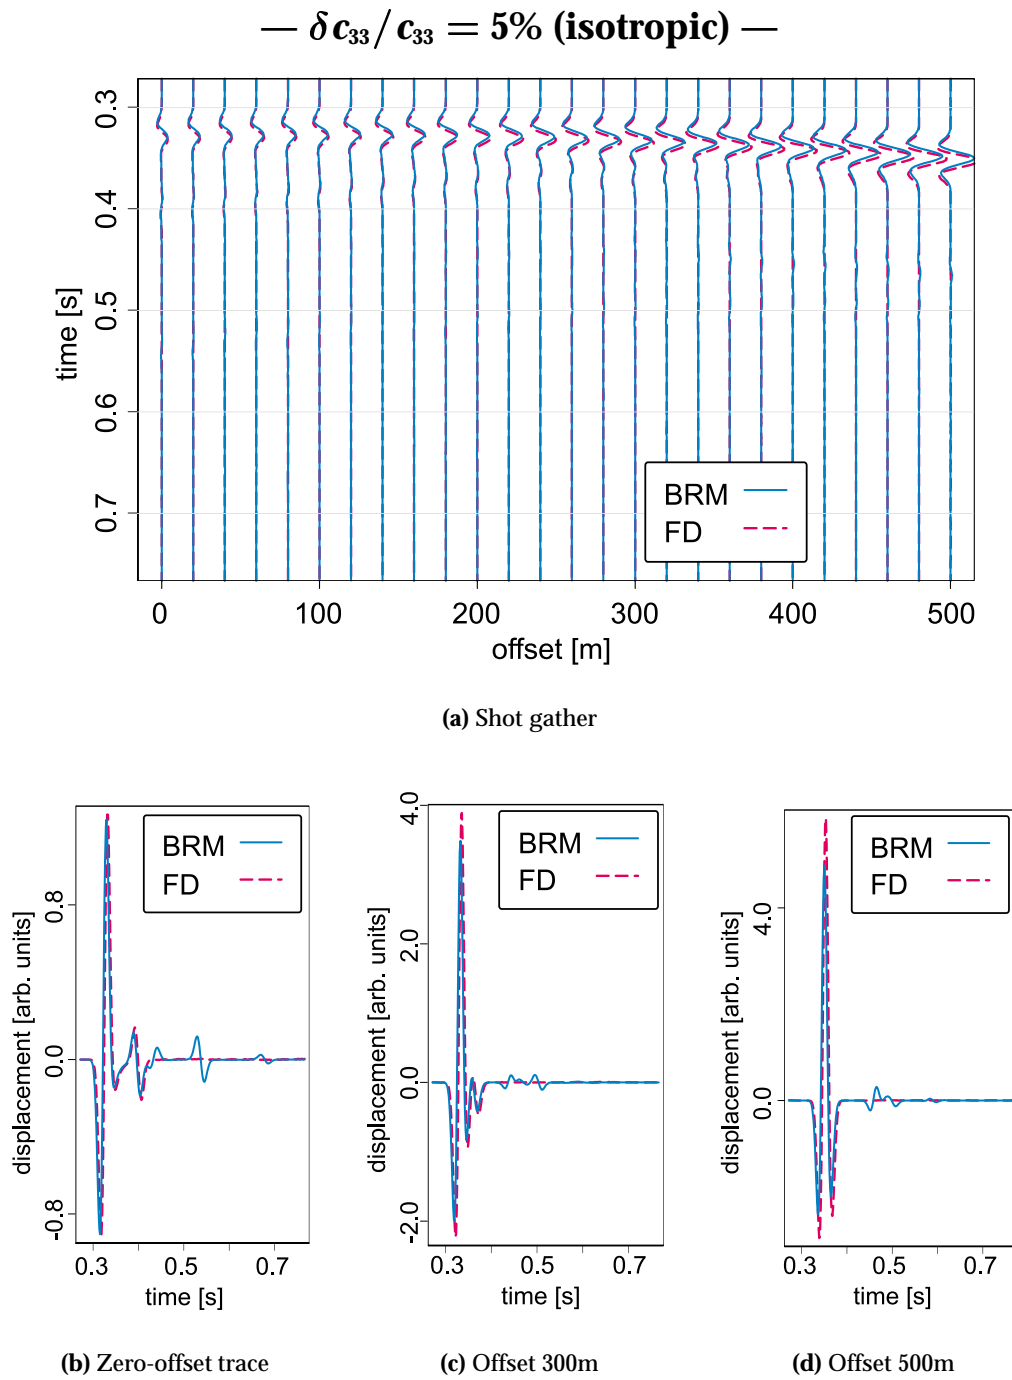 — δc₃₃/c₃₃ = 5% (isotropic) —
0.3
0.4
0.5
0.6
0.7
time [s]
BRM
FD
0 100 200 300 400 500
offset [m]
(a) Shot gather
BRM
FD
0.8
0.0
-0.8
displacement [arb. units]
0.3 0.5 0.7
time [s]
(b) Zero-offset trace
BRM
FD
4.0
2.0
0.0
-2.0
displacement [arb. units]
0.3 0.5 0.7
time [s]
(c) Offset 300m
BRM
FD
4.0
0.0
displacement [arb. units]
0.3 0.5 0.7
time [s]
(d) Offset 500m